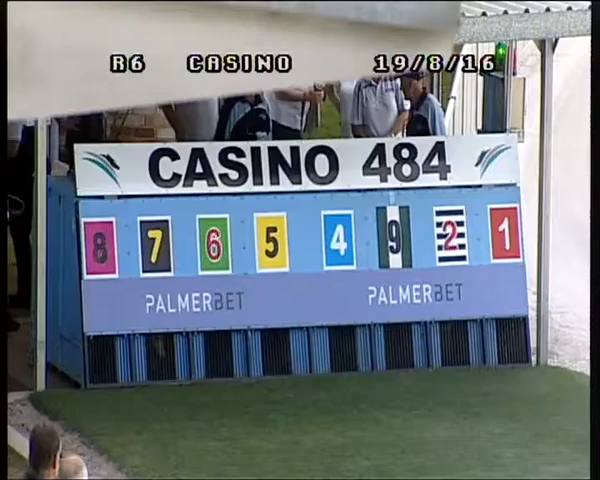 R6 CASINO 19/8/16
CASINO 484
8 7 6 5 4 9 2 1
PALMERBET PALMERBET